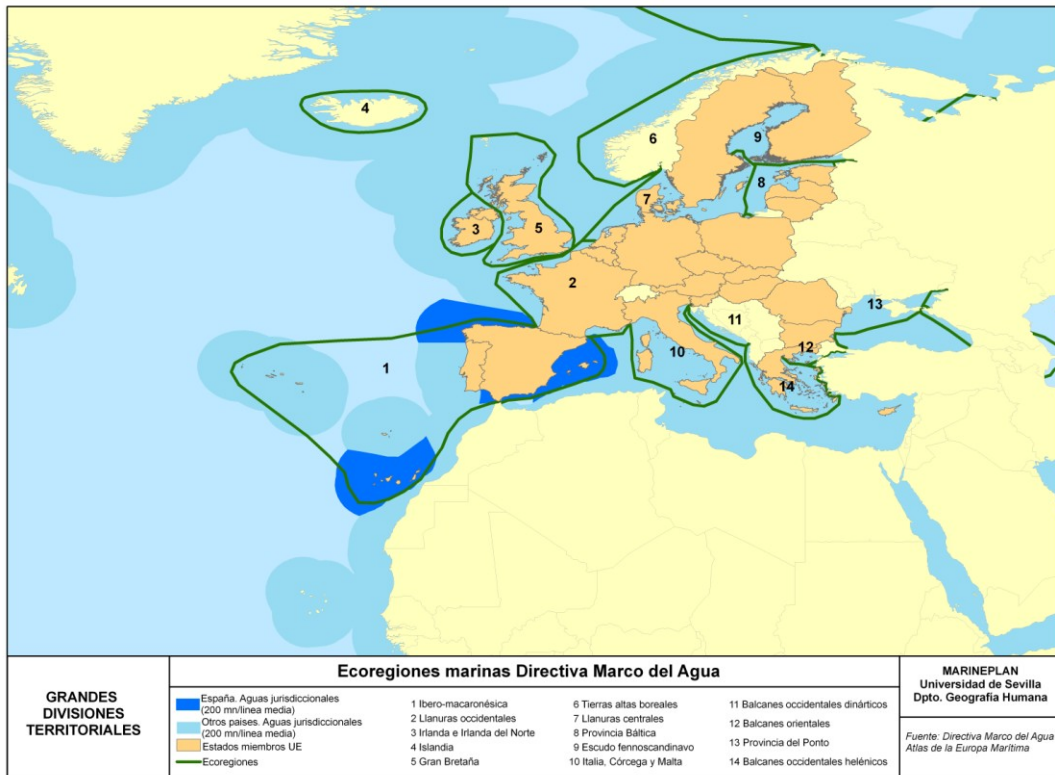 4
6
9
8
7
3
5
2
13
11
10
12
1
14
GRANDES
DIVISIONES
TERRITORIALES
Ecoregiones marinas Directiva Marco del Agua
España. Aguas jurisdiccionales
(200 mn/línea media)
Otros paises. Aguas jurisdiccionales
(200 mn/línea media)
Estados miembros UE
Ecoregiones
1 Ibero-macaronésica
2 Llanuras occidentales
3 Irlanda e Irlanda del Norte
4 Islandia
5 Gran Bretaña
6 Tierras altas boreales
7 Llanuras centrales
8 Provincia Báltica
9 Escudo fennoscandinavo
10 Italia, Córcega y Malta
11 Balcanes occidentales dinárticos
12 Balcanes orientales
13 Provincia del Ponto
14 Balcanes occidentales helénicos
MARINEPLAN
Universidad de Sevilla
Dpto. Geografía Humana
Fuente: Directiva Marco del Agua
Atlas de la Europa Marítima